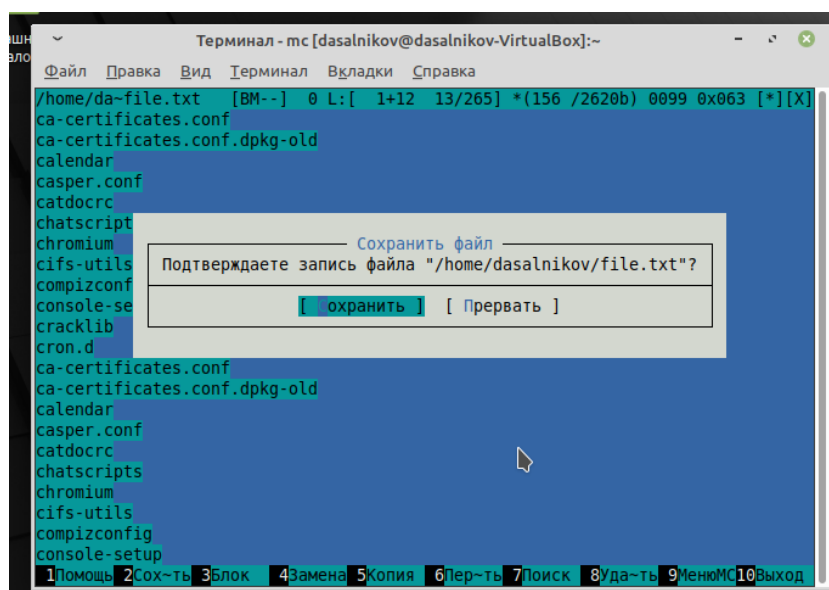 ашн
ало
Терминал - mc [dasalnikov@dasalnikov-VirtualBox]:~
Файл Правка Вид Терминал Вкладки Справка
/home/da~file.txt [BM--] 0 L:[ 1+12 13/265] *(156 /2620b) 0099 0x063 [*][X]
ca-certificates.conf
ca-certificates.conf.dpkg-old
calendar
casper.conf
catdocrc
chatscript
chromium
Сохранить файл
cifs-utils
Подтверждаете запись файла "/home/dasalnikov/file.txt"?
compizconf
console-se
[ Сохранить ] [ Прервать ]
cracklib
cron.d
ca-certificates.conf
ca-certificates.conf.dpkg-old
calendar
casper.conf
catdocrc
chatscripts
chromium
cifs-utils
compizconfig
console-setup
1Помощь 2Сох~ть 3Блок 4Замена 5Копия 6Пер~ть 7Поиск 8Уда~ть 9МенюMC 10Выход